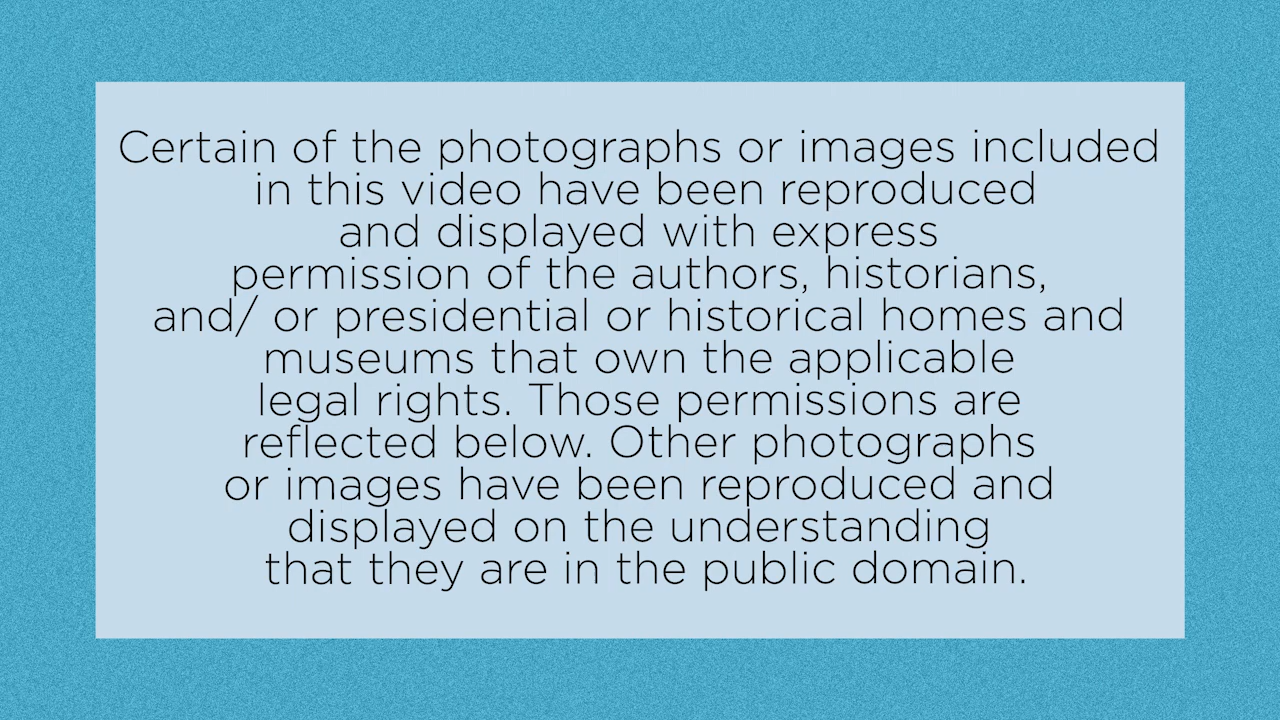 Certain of the photographs or images included
in this video have been reproduced
and displayed with express
permission of the authors, historians,
and/ or presidential or historical homes and
museums that own the applicable
legal rights. Those permissions are
reflected below. Other photographs
or images have been reproduced and
displayed on the understanding
that they are in the public domain.